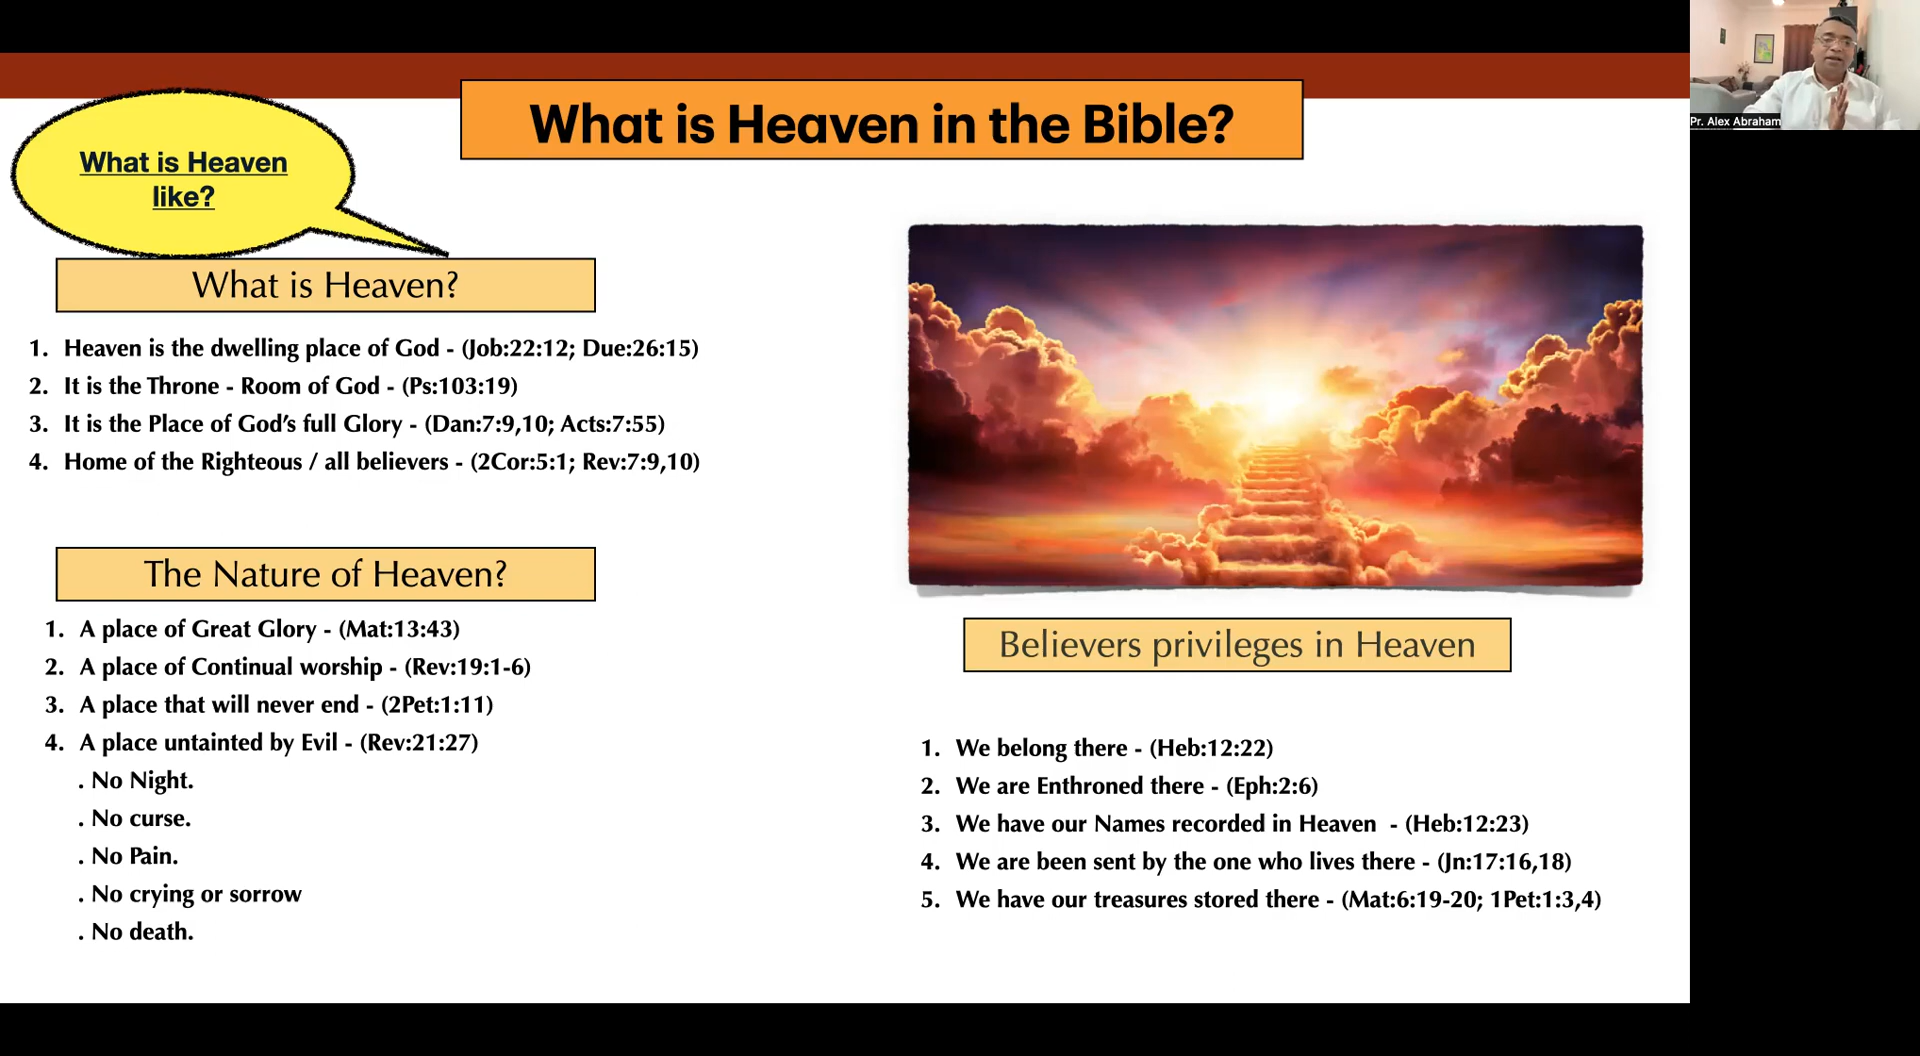 What is Heaven in the Bible?
What is Heaven
like?
What is Heaven?
1. Heaven is the dwelling place of God - (Job:22:12; Due:26:15)
2. It is the Throne - Room of God - (Ps:103:19)
3. It is the Place of God’s full Glory - (Dan:7:9,10; Acts:7:55)
4. Home of the Righteous / all believers - (2Cor:5:1; Rev:7:9,10)
The Nature of Heaven?
1. A place of Great Glory - (Mat:13:43)
2. A place of Continual worship - (Rev:19:1-6)
3. A place that will never end - (2Pet:1:11)
4. A place untainted by Evil - (Rev:21:27)
. No Night.
. No curse.
. No Pain.
. No crying or sorrow
. No death.
Believers privileges in Heaven
1. We belong there - (Heb:12:22)
2. We are Enthroned there - (Eph:2:6)
3. We have our Names recorded in Heaven - (Heb:12:23)
4. We are been sent by the one who lives there - (Jn:17:16,18)
5. We have our treasures stored there - (Mat:6:19-20; 1Pet:1:3,4)
Pr. Alex Abraham